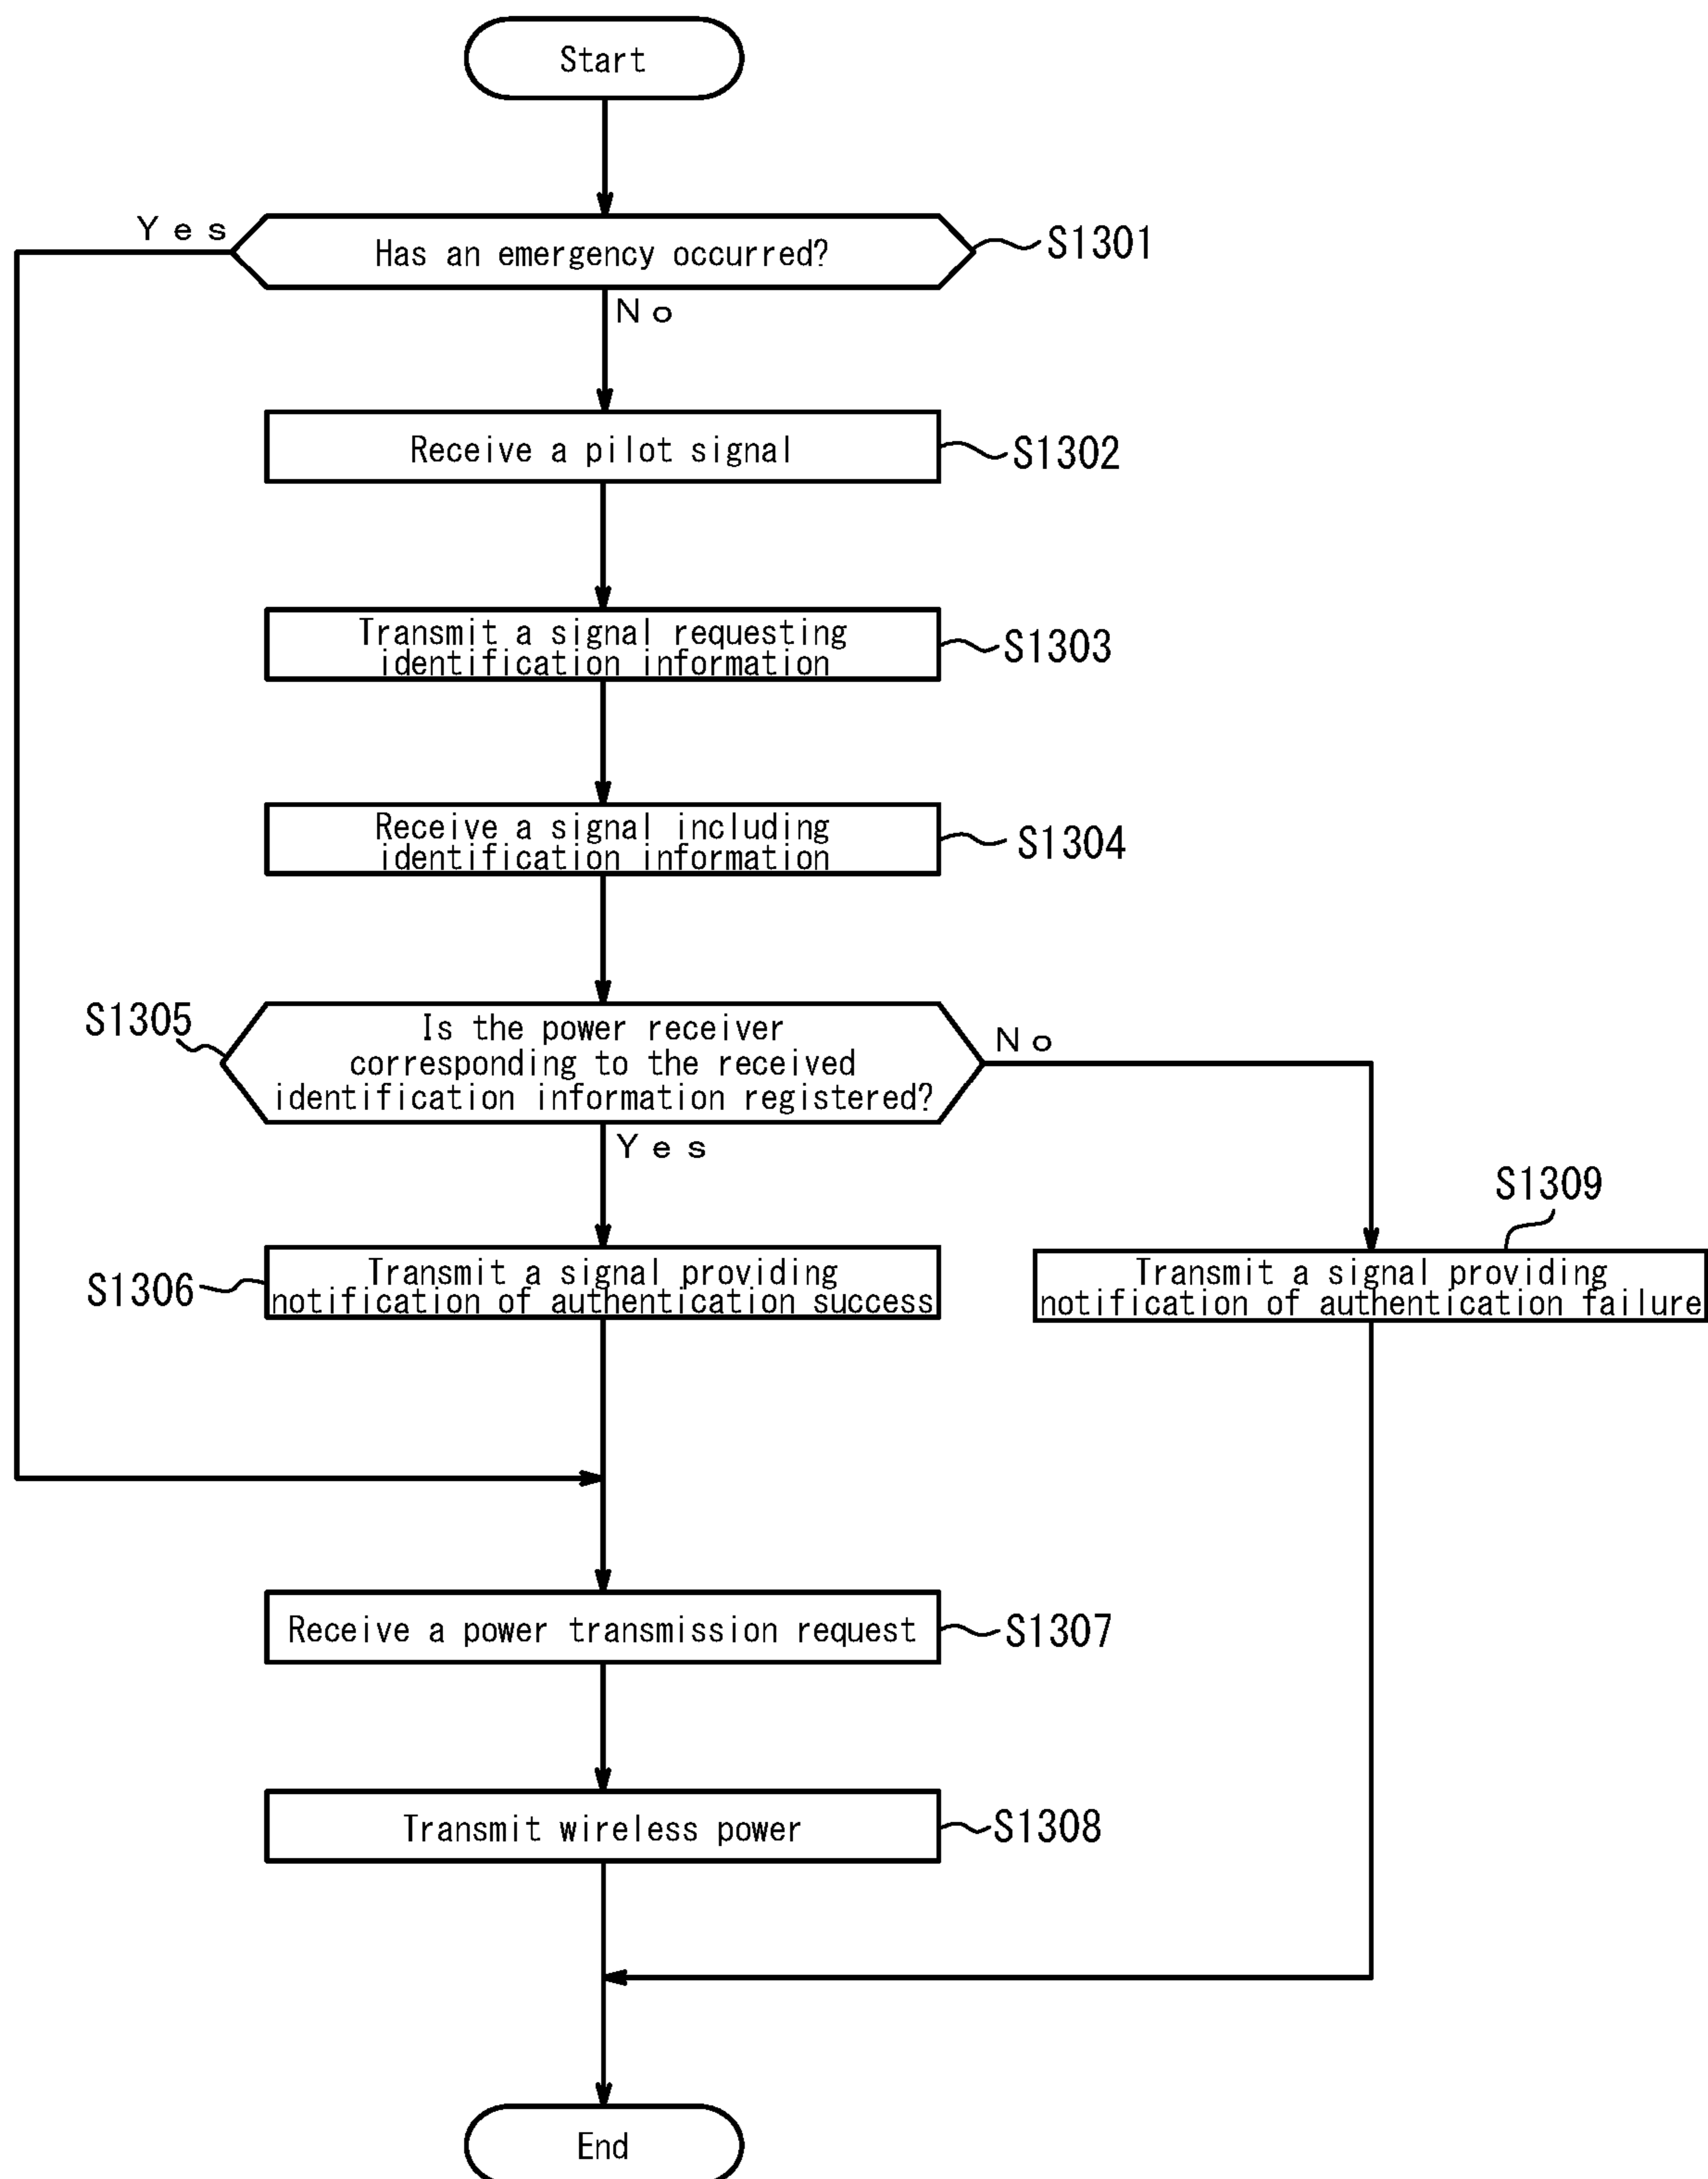 Start
Yes
Has an emergency occurred?
S1301
No
Receive a pilot signal
S1302
Transmit a signal requesting
identification information
S1303
Receive a signal including
identification information
S1304
S1305
Is the power receiver
corresponding to the received
identification information registered?
No
Yes
S1309
S1306
Transmit a signal providing
notification of authentication success
Transmit a signal providing
notification of authentication failure
Receive a power transmission request
S1307
Transmit wireless power
S1308
End